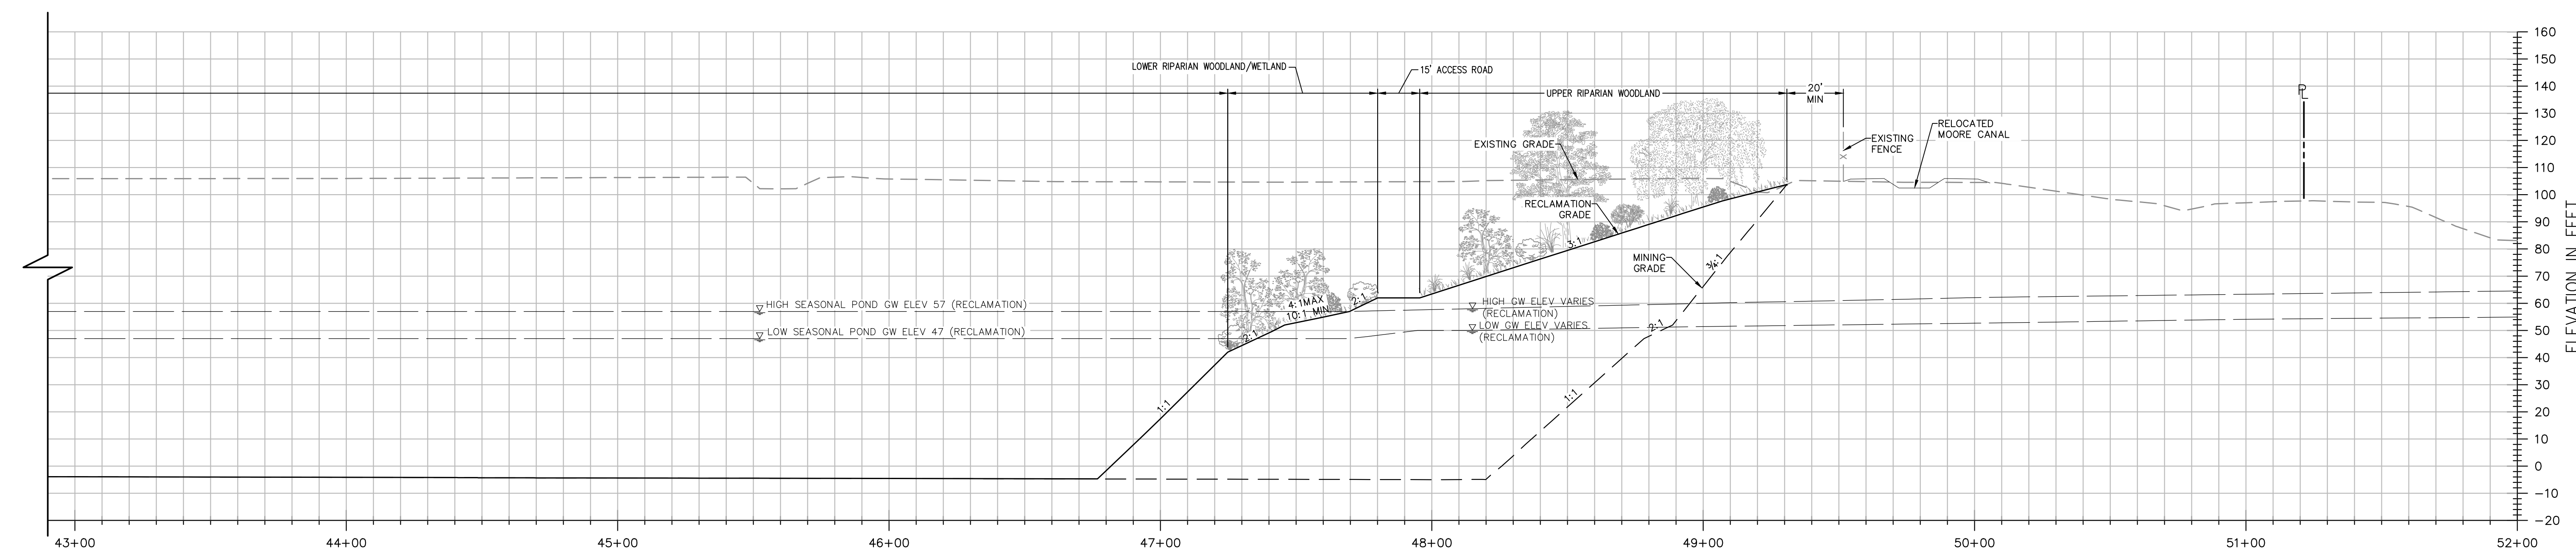 LOWER RIPARIAN WOODLAND/WETLAND
15' ACCESS ROAD
UPPER RIPARIAN WOODLAND
20'
MIN
PL
EXISTING GRADE
EXISTING
FENCE
RELOCATED
MOORE CANAL
RECLAMATION
GRADE
3:1
MINING
GRADE
¾:1
HIGH SEASONAL POND GW ELEV 57 (RECLAMATION)
LOW SEASONAL POND GW ELEV 47 (RECLAMATION)
4:1MAX
10:1 MIN
2:1
2:1
HIGH GW ELEV VARIES
(RECLAMATION)
LOW GW ELEV VARIES
(RECLAMATION)
2:1
1:1
1:1
160
150
140
130
120
110
100
90
80
70
60
50
40
30
20
10
0
-10
-20
ELEVATION IN FEET
43+00
44+00
45+00
46+00
47+00
48+00
49+00
50+00
51+00
52+00